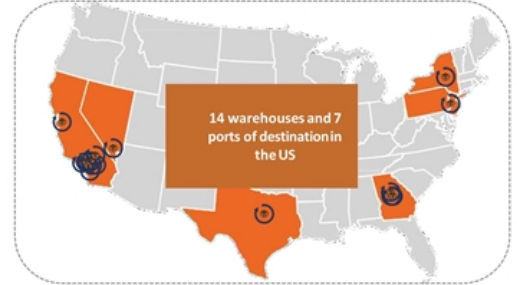 14 warehouses and 7
ports of destination in
the US